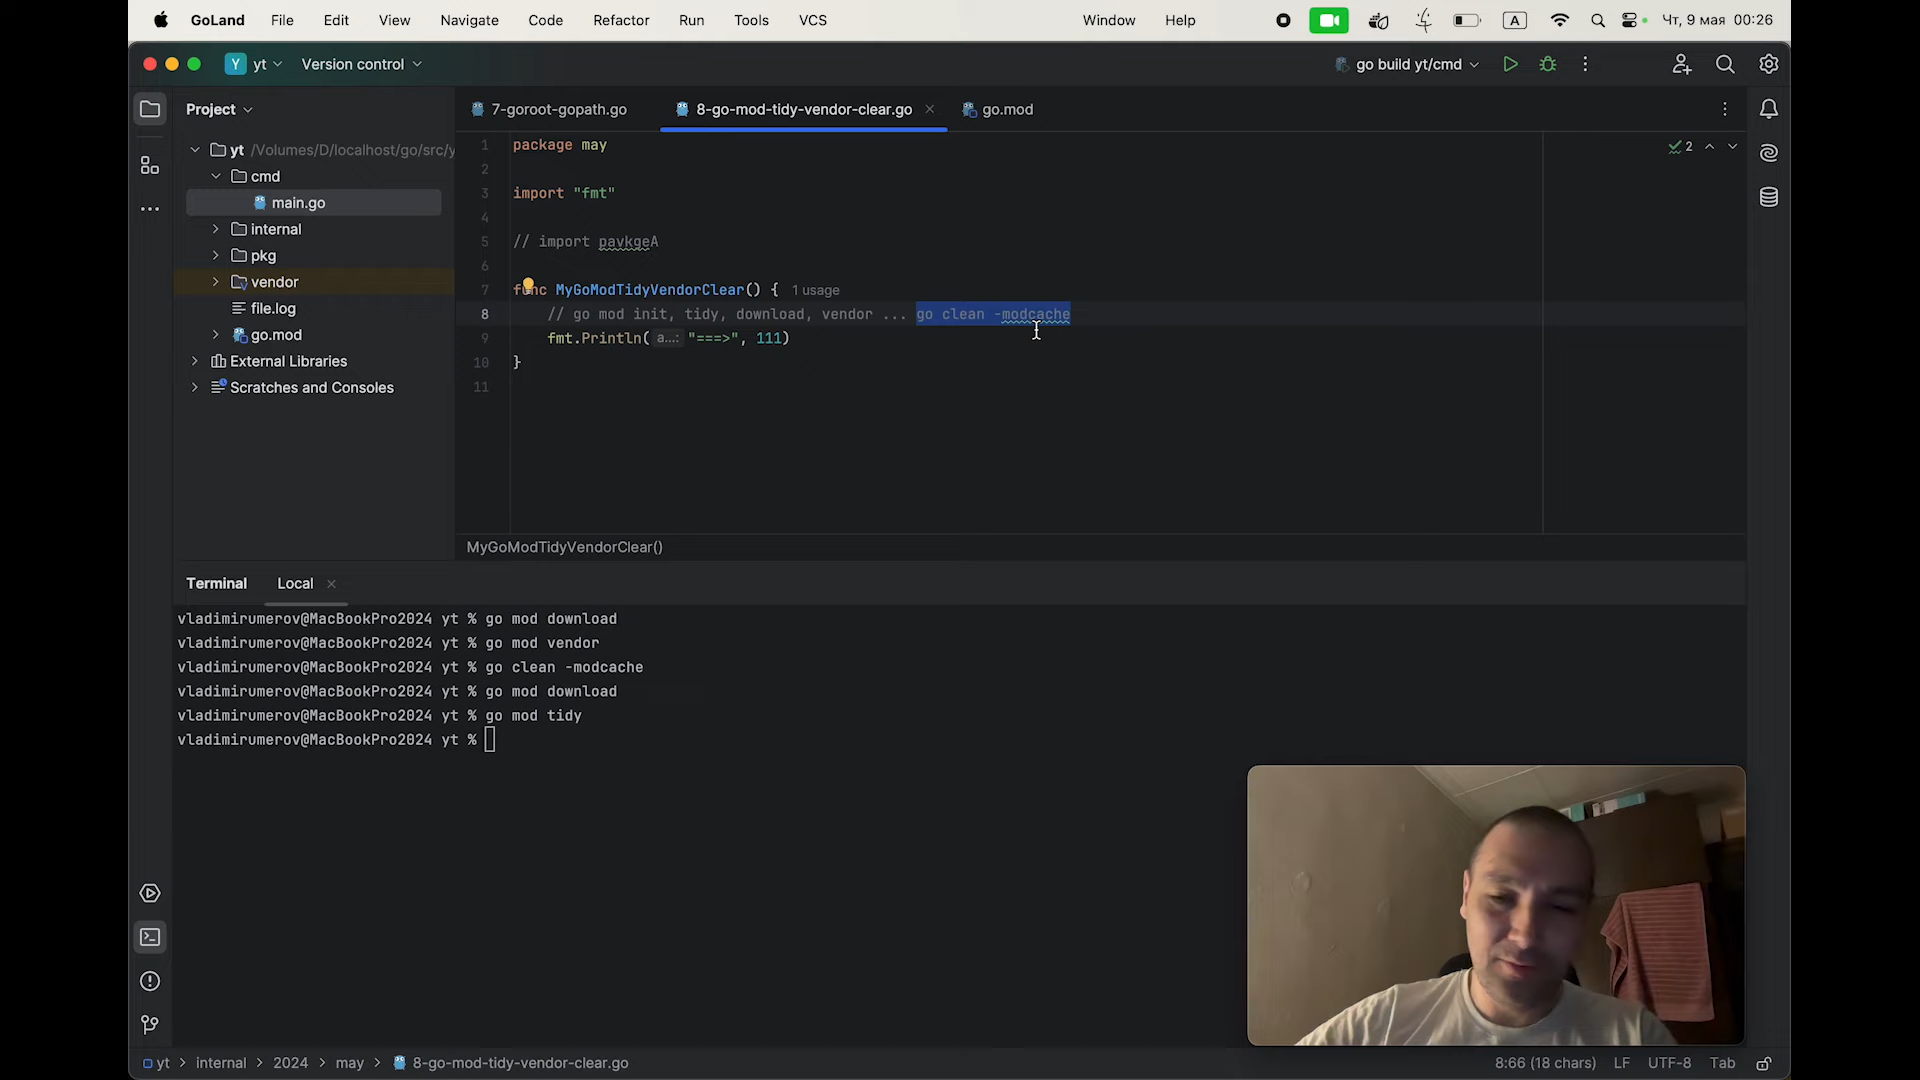 GoLand File Edit View Navigate Code Refactor Run Tools VCS Window Help A Чт, 9 мая 00:26
Y yt Version control go build yt/cmd
Project 7-goroot-gopath.go 8-go-mod-tidy-vendor-clear.go go.mod
yt /Volumes/D/localhost/go/src/y
cmd
main.go
internal
pkg
vendor
file.log
go.mod
External Libraries
Scratches and Consoles
1 package may
2
3 import "fmt"
4
5 // import pavkgeA
6
7 func MyGoModTidyVendorClear() { 1 usage
8 // go mod init, tidy, download, vendor ... go clean -modcache
9 fmt.Println( a...: "===>", 111)
10 }
11
2
MyGoModTidyVendorClear()
Terminal Local
vladimirumerov@MacBookPro2024 yt % go mod download
vladimirumerov@MacBookPro2024 yt % go mod vendor
vladimirumerov@MacBookPro2024 yt % go clean -modcache
vladimirumerov@MacBookPro2024 yt % go mod download
vladimirumerov@MacBookPro2024 yt % go mod tidy
vladimirumerov@MacBookPro2024 yt %
yt > internal > 2024 > may > 8-go-mod-tidy-vendor-clear.go 8:66 (18 chars) LF UTF-8 Tab